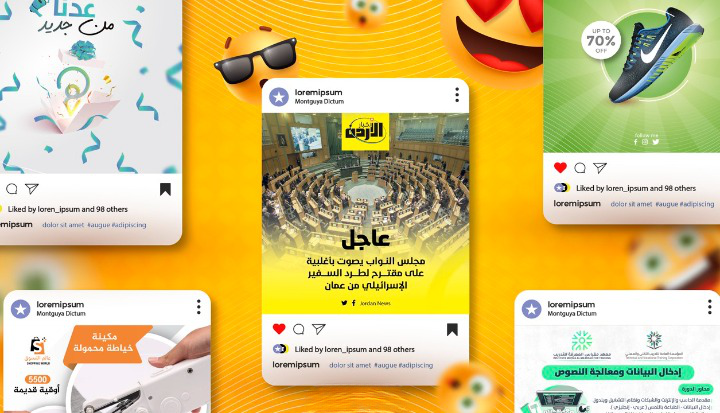 عدنا
من جديد
Liked by loren_ipsum and 98 others
dolor sit amet #augue #adipiscing
loremipsum
Montguya Dictum
أخبار
الأردن
عاجل
مجلس النواب يصوت بأغلبية
على مقترح لطرد السفير
الإسرائيلي من عمان
Jordan News
Liked by loren_ipsum and 98 others
loremipsum dolor sit amet #augue #adipiscing
UP TO
70%
OFF
follow me
Liked by loren_ipsum and 98 others
loremipsum dolor sit amet #augue #adipiscing
loremipsum
Montguya Dictum
مكينة
خياطة محمولة
عالم التسوق
SHOPPING WORLD
5500
أوقية قديمة
loremipsum
Montguya Dictum
إدخال البيانات ومعالجة النصوص
محاور الدورة